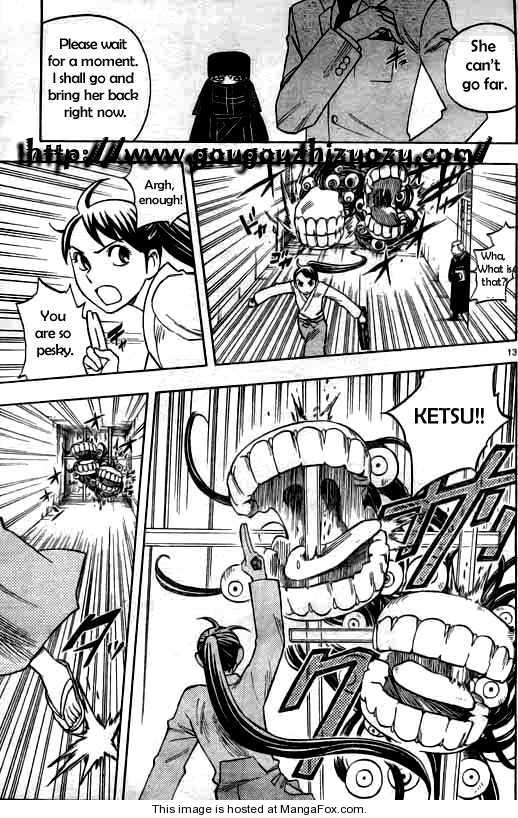 She
can't
go far.
Please wait
for a moment.
I shall go and
bring her back
right now.
http://www.gougouzhizuozu.com/
Wha,
What is
that?
Argh,
enough!
You
are so
pesky.
13
KETSU!!
This image is hosted at MangaFox.com.